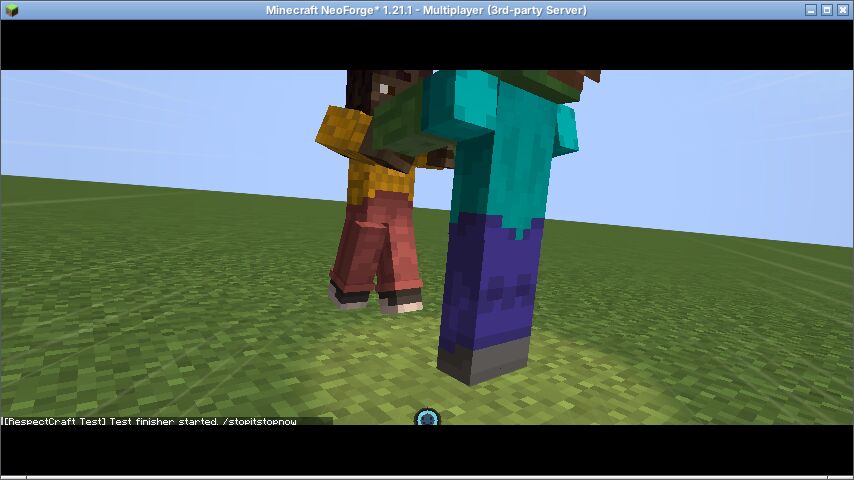 Minecraft NeoForge* 1.21.1 - Multiplayer (3rd-party Server)
[RespectCraft Test] Test finisher started. /stopitstopnow